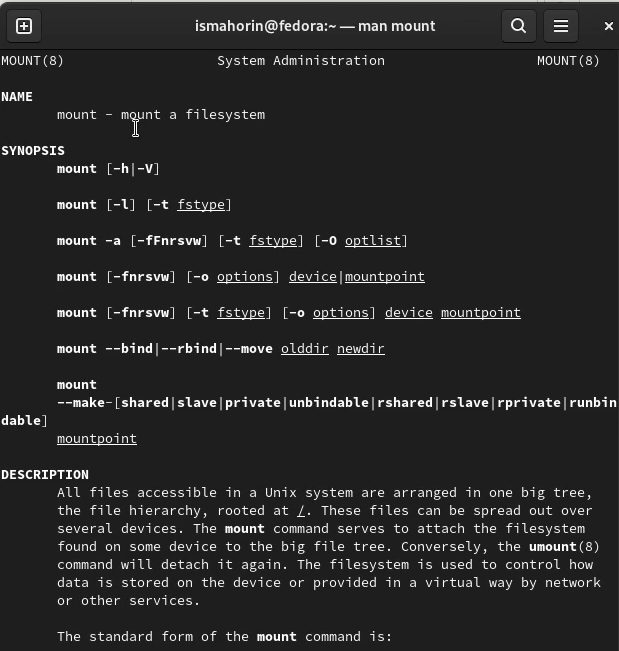 ismahorin@fedora:~ — man mount
MOUNT(8) System Administration MOUNT(8)
NAME
mount - mount a filesystem
SYNOPSIS
mount [-h|-V]
mount [-l] [-t fstype]
mount -a [-fFnrsvw] [-t fstype] [-O optlist]
mount [-fnrsvw] [-o options] device|mountpoint
mount [-fnrsvw] [-t fstype] [-o options] device mountpoint
mount --bind|--rbind|--move olddir newdir
mount
--make-[shared|slave|private|unbindable|rshared|rslave|rprivate|runbin
dable]
mountpoint
DESCRIPTION
All files accessible in a Unix system are arranged in one big tree,
the file hierarchy, rooted at /. These files can be spread out over
several devices. The mount command serves to attach the filesystem
found on some device to the big file tree. Conversely, the umount(8)
command will detach it again. The filesystem is used to control how
data is stored on the device or provided in a virtual way by network
or other services.
The standard form of the mount command is: